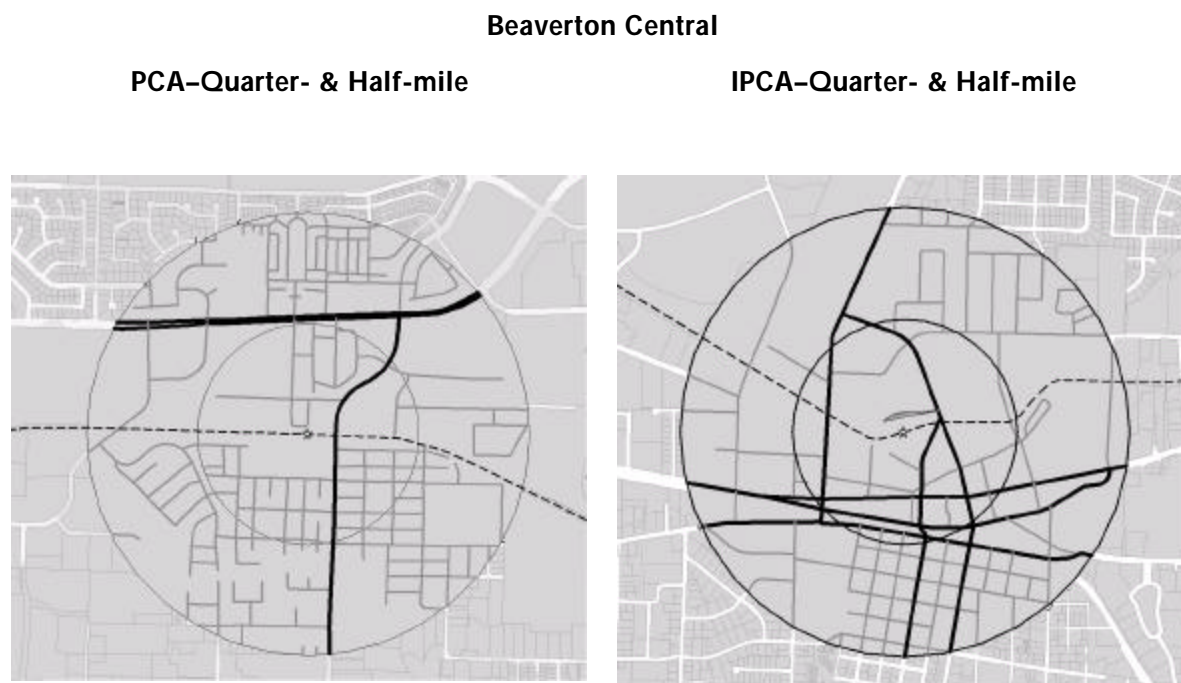 Beaverton Central
PCA–Quarter- & Half-mile
IPCA–Quarter- & Half-mile